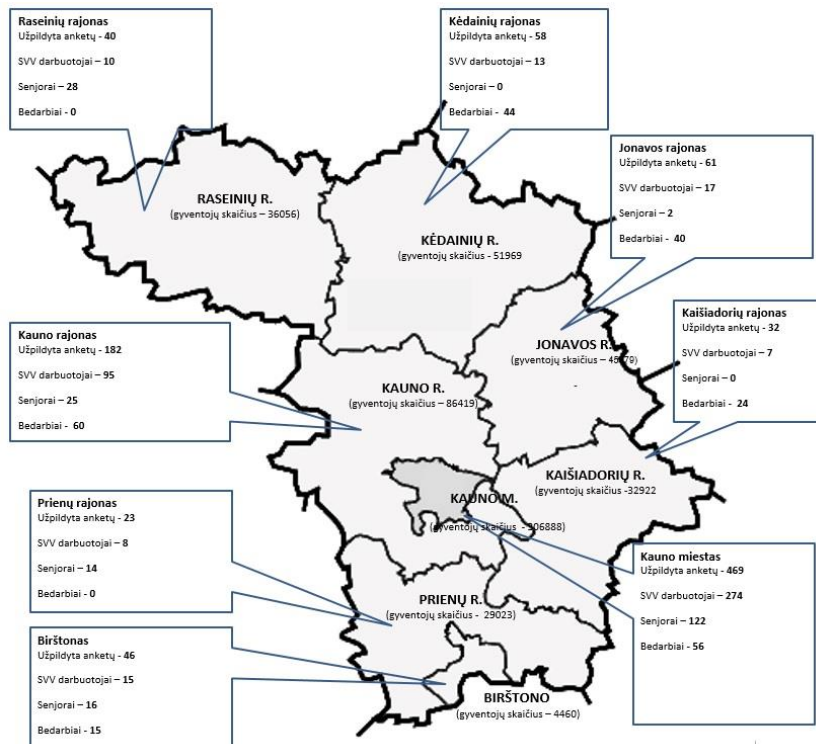 Raseinių rajonas
Užpildyta anketų - 40
SVV darbuotojai – 10
Senjorai – 28
Bedarbiai - 0
Kėdainių rajonas
Užpildyta anketų - 58
SVV darbuotojai - 13
Senjorai – 0
Bedarbiai - 44
Jonavos rajonas
Užpildyta anketų - 61
SVV darbuotojai - 17
Senjorai – 2
Bedarbiai - 40
RASEINIŲ R.
(gyventojų skaičius – 36056)
KĖDAINIŲ R.
(gyventojų skaičius - 51969
Kaišiadorių rajonas
Užpildyta anketų - 32
SVV darbuotojai - 7
Senjorai – 0
Bedarbiai - 24
Kauno rajonas
Užpildyta anketų - 182
SVV darbuotojai - 95
Senjorai – 25
Bedarbiai - 60
JONAVOS R.
(gyventojų skaičius –
KAUNO R.
(gyventojų skaičius – 86419)
KAIŠIADORIŲ R.
(gyventojų skaičius -32922
KAUNO M.
(gyventojų skaičius -
Prienų rajonas
Užpildyta anketų - 23
SVV darbuotojai – 8
Senjorai – 14
Bedarbiai - 0
Kauno miestas
Užpildyta anketų - 469
SVV darbuotojai - 274
Senjorai – 122
Bedarbiai - 56
PRIENŲ R.
(gyventojų skaičius - 29023)
Birštonas
Užpildyta anketų - 46
SVV darbuotojai - 15
Senjorai – 16
Bedarbiai - 15
BIRŠTONO
(gyventojų skaičius – 4460)